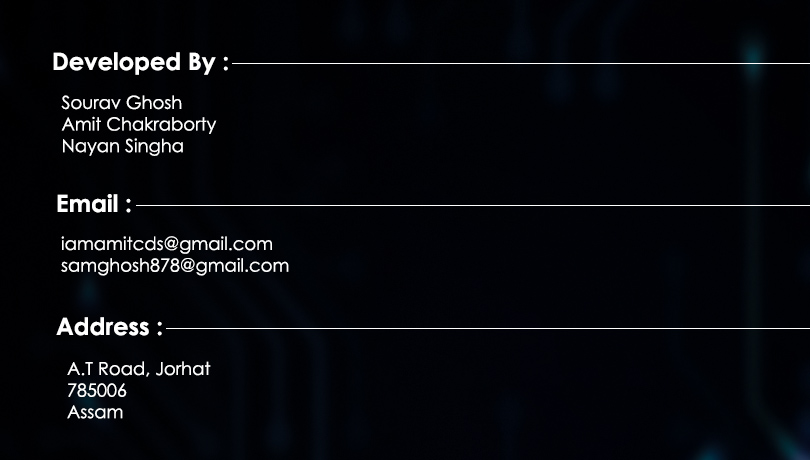 Developed By :
Sourav Ghosh
Amit Chakraborty
Nayan Singha
Email :
iamamitcds@gmail.com
samghosh878@gmail.com
Address :
A.T Road, Jorhat
785006
Assam